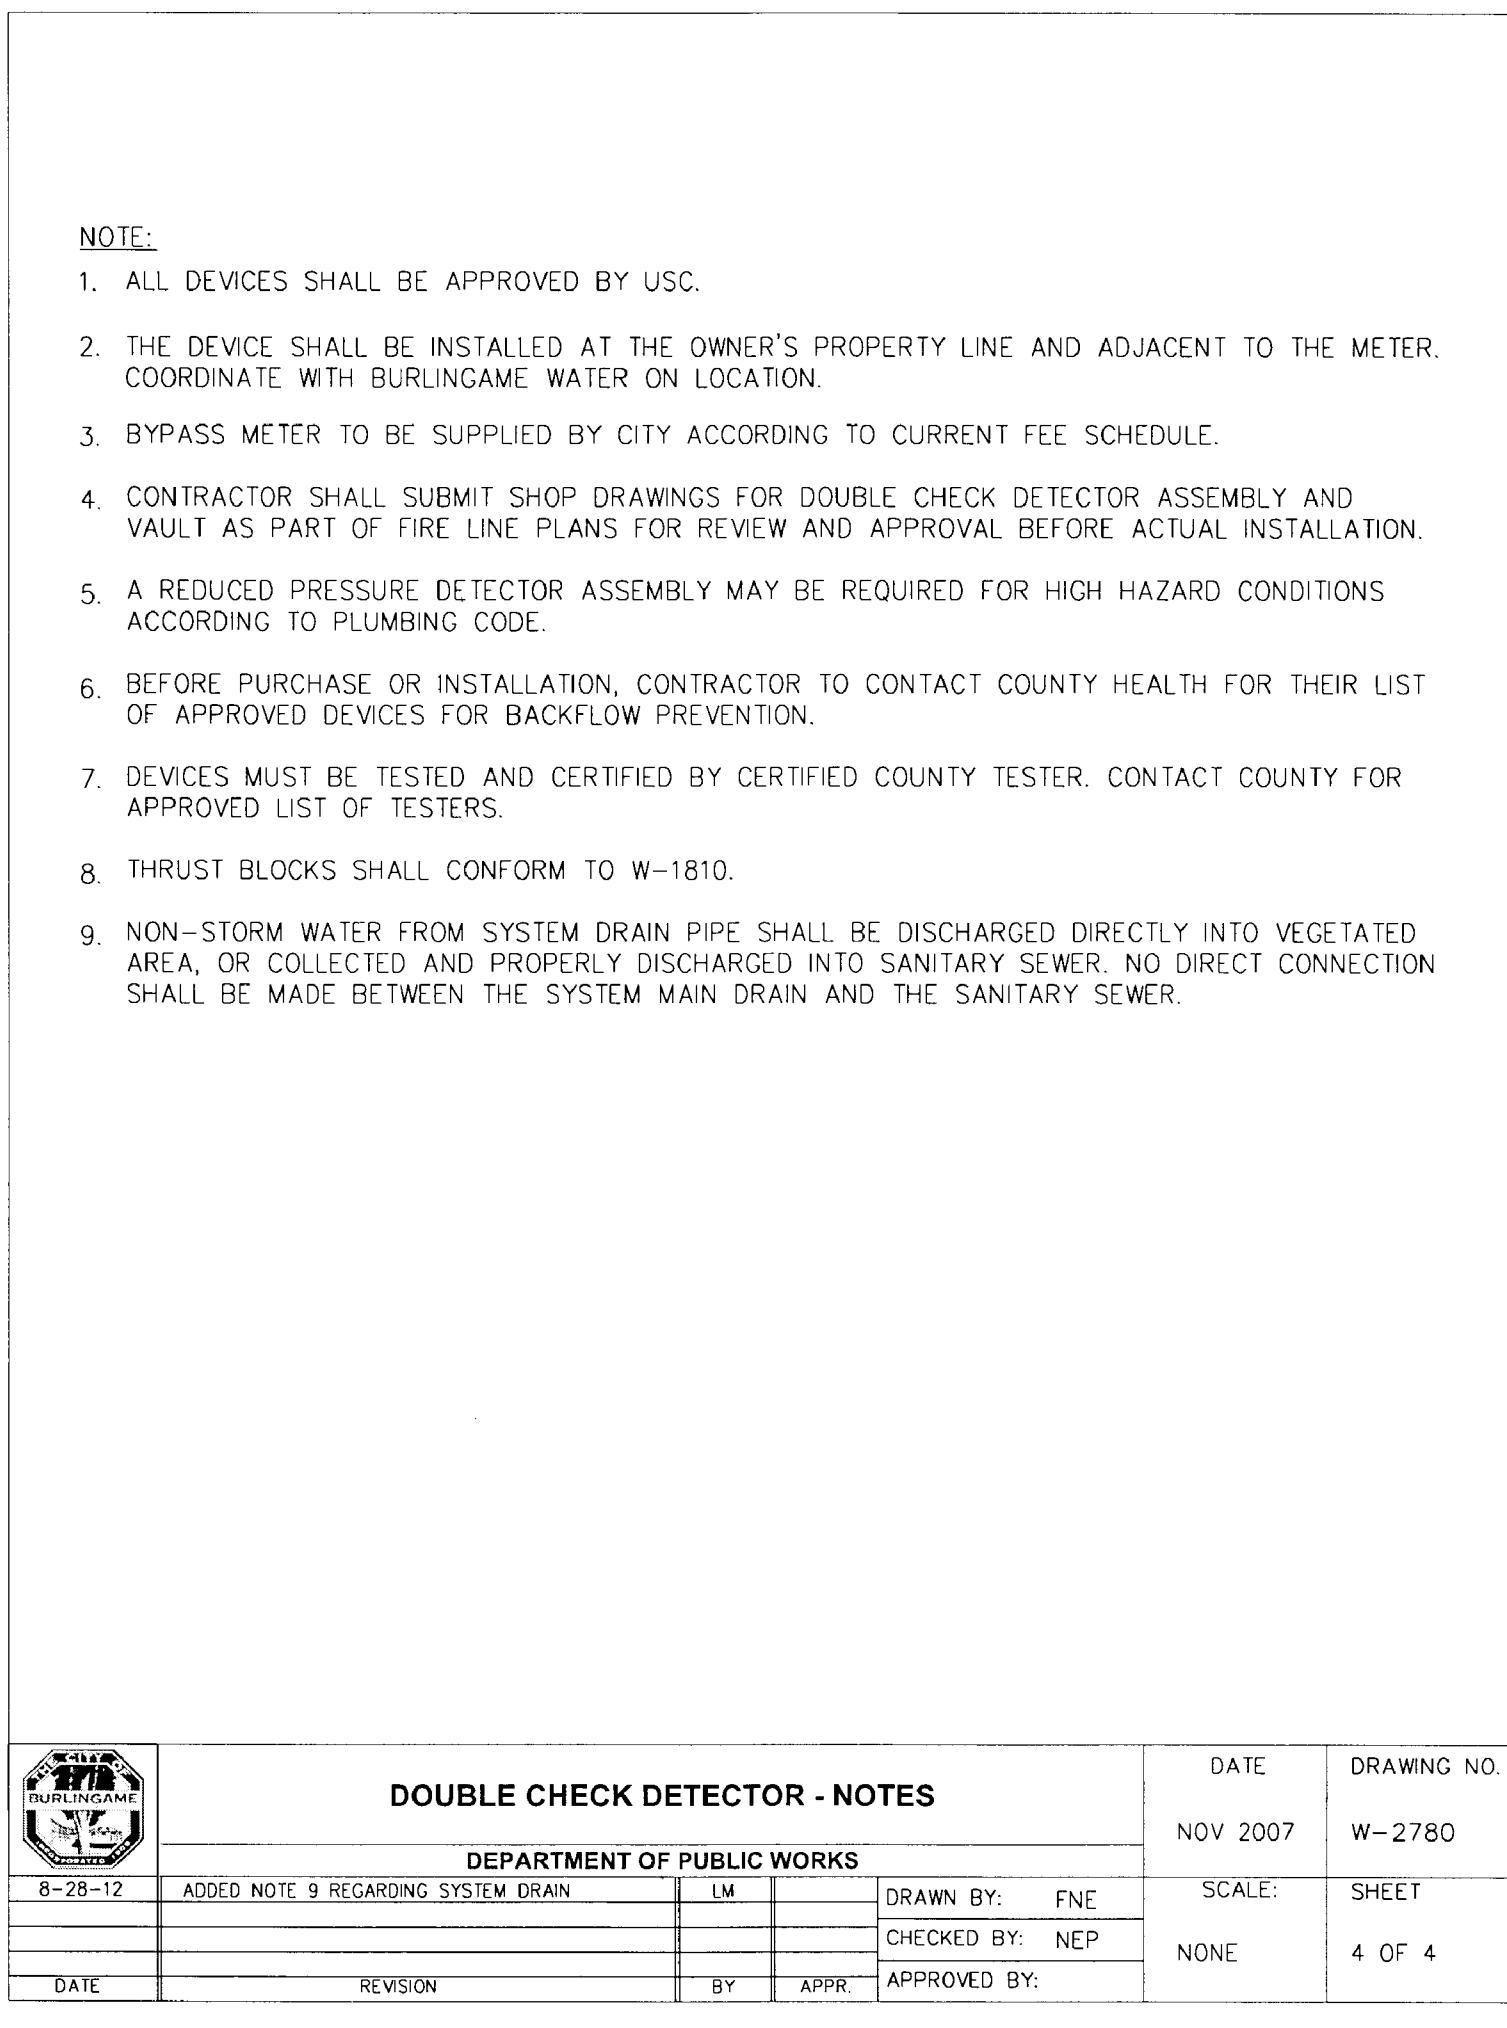 NOTE:
1. ALL DEVICES SHALL BE APPROVED BY USC.
2. THE DEVICE SHALL BE INSTALLED AT THE OWNER'S PROPERTY LINE AND ADJACENT TO THE METER.
COORDINATE WITH BURLINGAME WATER ON LOCATION.
3. BYPASS METER TO BE SUPPLIED BY CITY ACCORDING TO CURRENT FEE SCHEDULE.
4. CONTRACTOR SHALL SUBMIT SHOP DRAWINGS FOR DOUBLE CHECK DETECTOR ASSEMBLY AND
VAULT AS PART OF FIRE LINE PLANS FOR REVIEW AND APPROVAL BEFORE ACTUAL INSTALLATION.
5. A REDUCED PRESSURE DETECTOR ASSEMBLY MAY BE REQUIRED FOR HIGH HAZARD CONDITIONS
ACCORDING TO PLUMBING CODE.
6. BEFORE PURCHASE OR INSTALLATION, CONTRACTOR TO CONTACT COUNTY HEALTH FOR THEIR LIST
OF APPROVED DEVICES FOR BACKFLOW PREVENTION.
7. DEVICES MUST BE TESTED AND CERTIFIED BY CERTIFIED COUNTY TESTER. CONTACT COUNTY FOR
APPROVED LIST OF TESTERS.
8. THRUST BLOCKS SHALL CONFORM TO W-1810.
9. NON-STORM WATER FROM SYSTEM DRAIN PIPE SHALL BE DISCHARGED DIRECTLY INTO VEGETATED
AREA, OR COLLECTED AND PROPERLY DISCHARGED INTO SANITARY SEWER. NO DIRECT CONNECTION
SHALL BE MADE BETWEEN THE SYSTEM MAIN DRAIN AND THE SANITARY SEWER.
THE CITY OF
BURLINGAME
INCORPORATED 1908
DOUBLE CHECK DETECTOR - NOTES
DEPARTMENT OF PUBLIC WORKS
DATE
NOV 2007
DRAWING NO.
W-2780
8-28-12 ADDED NOTE 9 REGARDING SYSTEM DRAIN LM
DATE REVISION BY APPR.
DRAWN BY: FNE
CHECKED BY: NEP
APPROVED BY:
SCALE:
NONE
SHEET
4 OF 4